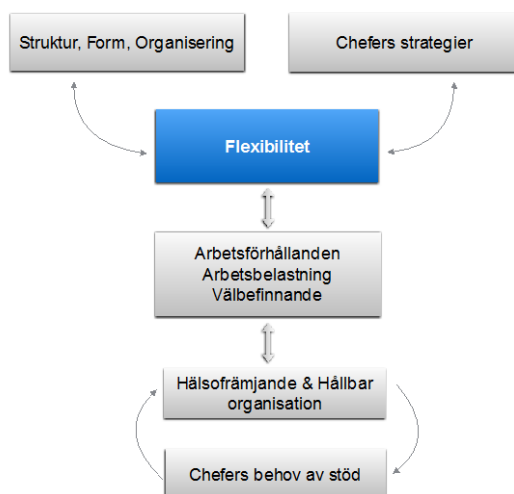 Struktur, Form, Organisering
Chefers strategier
Flexibilitet
Arbetsförhållanden
Arbetsbelastning
Välbefinnande
Hälsofrämjande & Hållbar
organisation
Chefers behov av stöd